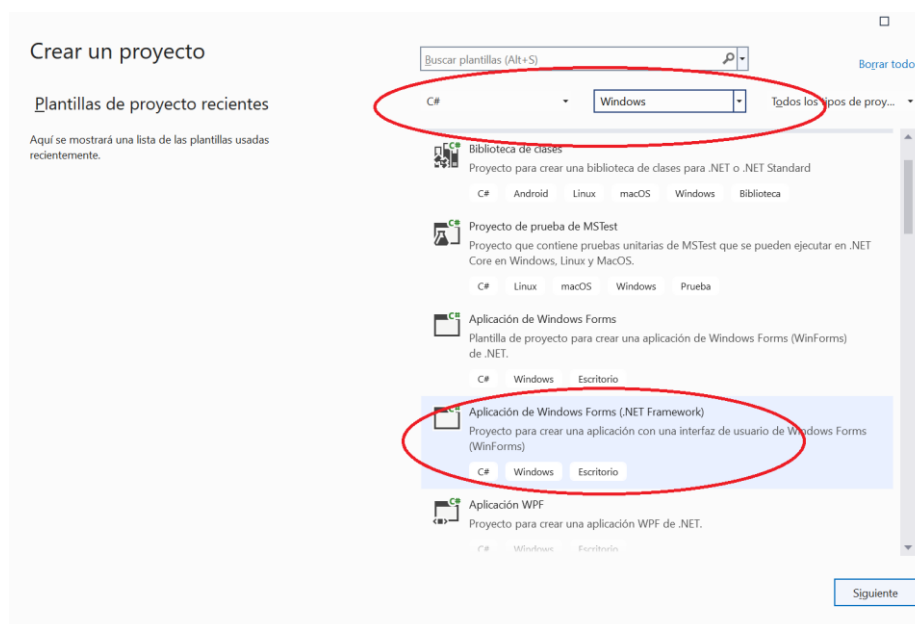 Crear un proyecto
Buscar plantillas (Alt+S)
Borrar todo
Plantillas de proyecto recientes
C#
Windows
Todos los tipos de proy...
Aquí se mostrará una lista de las plantillas usadas
recientemente.
Biblioteca de clases
Proyecto para crear una biblioteca de clases para .NET o .NET Standard
C# Android Linux macOS Windows Biblioteca
Proyecto de prueba de MSTest
Proyecto que contiene pruebas unitarias de MSTest que se pueden ejecutar en .NET
Core en Windows, Linux y MacOS.
C# Linux macOS Windows Prueba
Aplicación de Windows Forms
Plantilla de proyecto para crear una aplicación de Windows Forms (WinForms)
de .NET.
C# Windows Escritorio
Aplicación de Windows Forms (.NET Framework)
Proyecto para crear una aplicación con una interfaz de usuario de Windows Forms
(WinForms)
C# Windows Escritorio
Aplicación WPF
Proyecto para crear una aplicación WPF de .NET.
C# Windows Escritorio
Siguiente